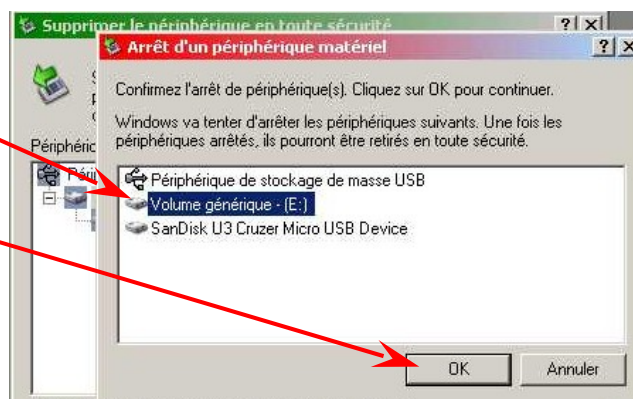 Supprimer le périphérique en toute sécurité
Arrêt d'un périphérique matériel
Confirmez l'arrêt de périphérique(s). Cliquez sur OK pour continuer.
Windows va tenter d'arrêter les périphériques suivants. Une fois les
périphériques arrêtés, ils pourront être retirés en toute sécurité.
Périphériq
Péri
Périphérique de stockage de masse USB
Volume générique - (E:)
SanDisk U3 Cruzer Micro USB Device
OK
Annuler